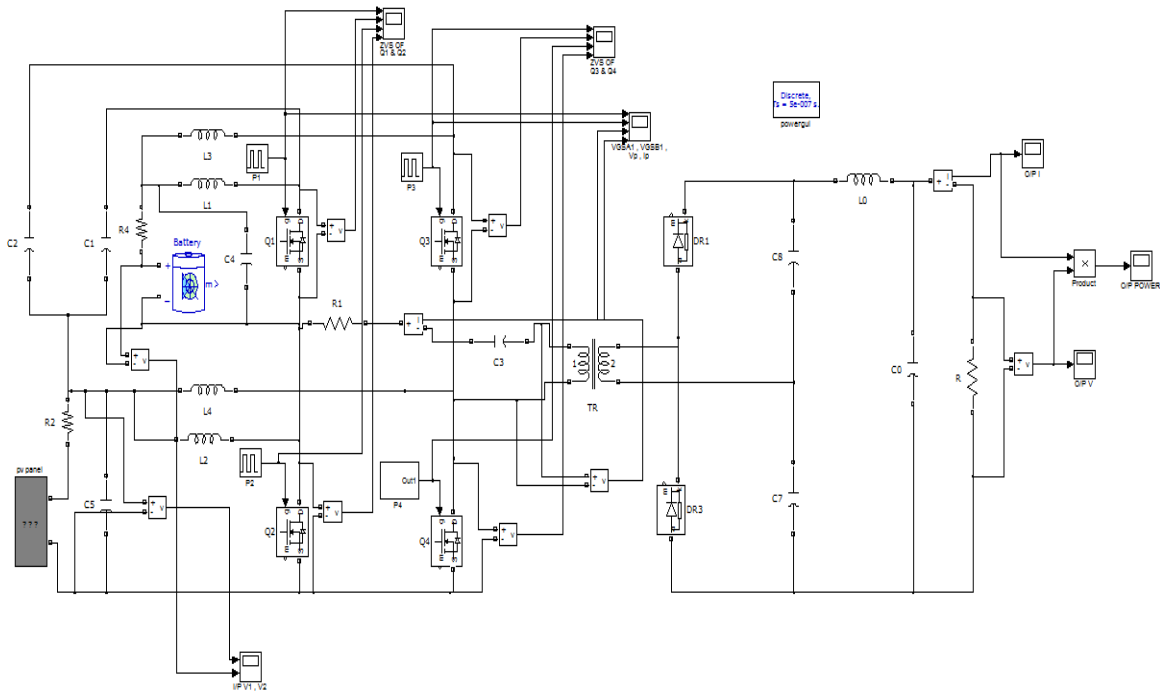 ZVS OF
Q1 & Q2
ZVS OF
Q3 & Q4
Discrete,
Ts = 5e-007 s.
powergui
VGSA1 , VGSB1 ,
Vp , Ip
L3
P1
P3
O/P I
L1
L0
C2
C1
R4
Battery
C4
Q1
Q3
DR1
C8
Product
O/P POWER
m
R1
C3
1
2
TR
C0
R
O/P V
L4
R2
L2
pv panel
P2
Out1
P4
???
C5
Q2
Q4
DR3
C7
I/P V1 , V2